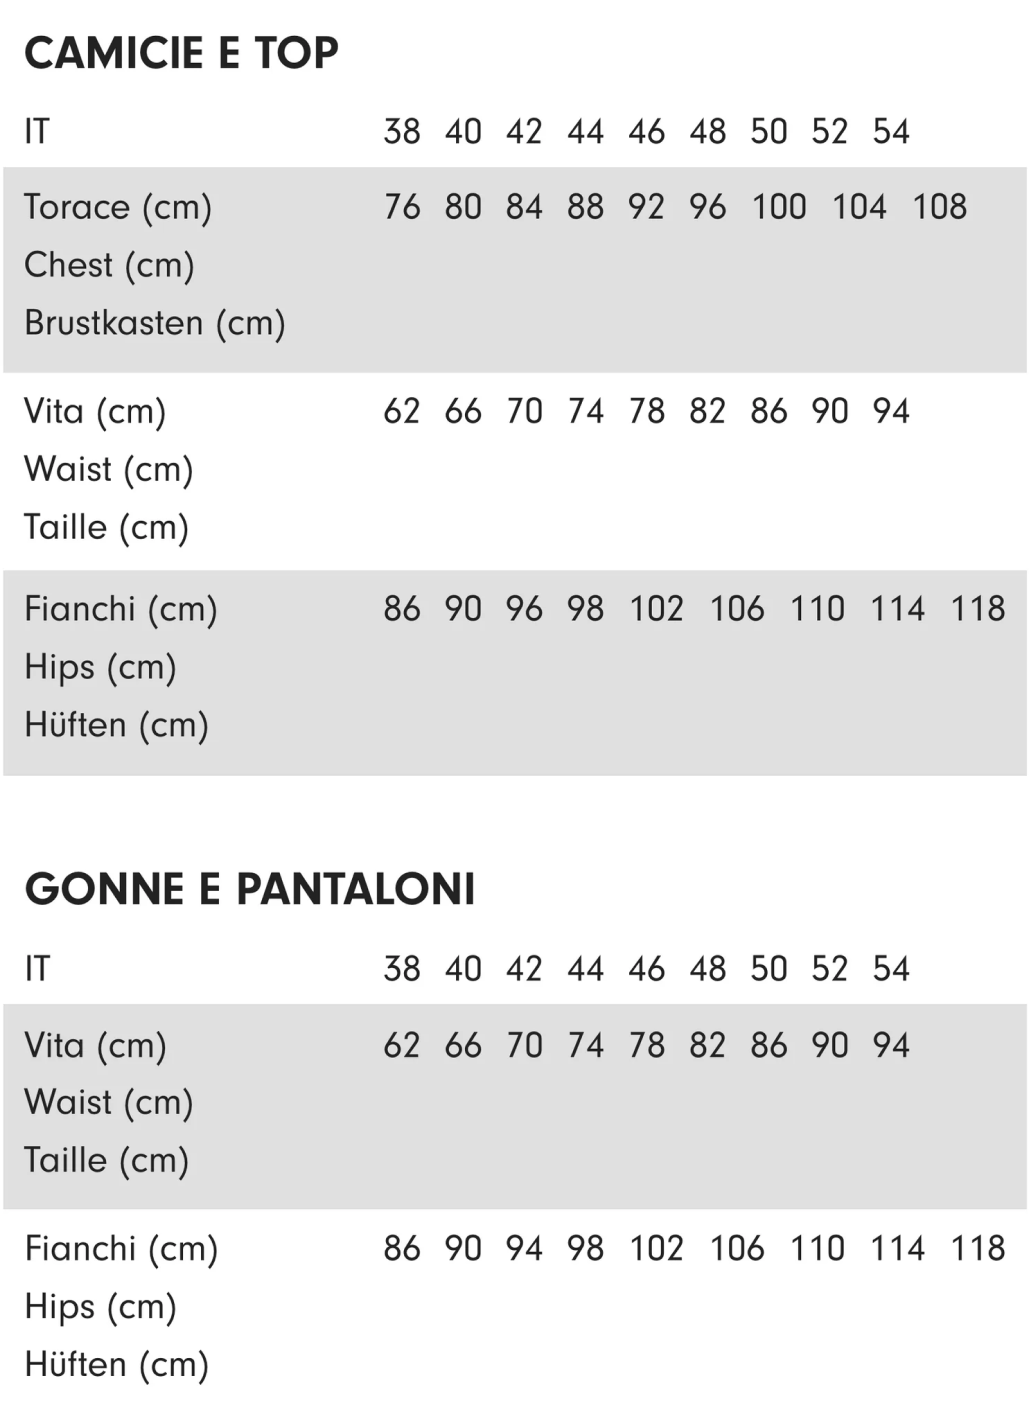 CAMICIE E TOP
IT 38 40 42 44 46 48 50 52 54
Torace (cm) 76 80 84 88 92 96 100 104 108
Chest (cm)
Brustkasten (cm)
Vita (cm) 62 66 70 74 78 82 86 90 94
Waist (cm)
Taille (cm)
Fianchi (cm) 86 90 96 98 102 106 110 114 118
Hips (cm)
Hüften (cm)
GONNE E PANTALONI
IT 38 40 42 44 46 48 50 52 54
Vita (cm) 62 66 70 74 78 82 86 90 94
Waist (cm)
Taille (cm)
Fianchi (cm) 86 90 94 98 102 106 110 114 118
Hips (cm)
Hüften (cm)